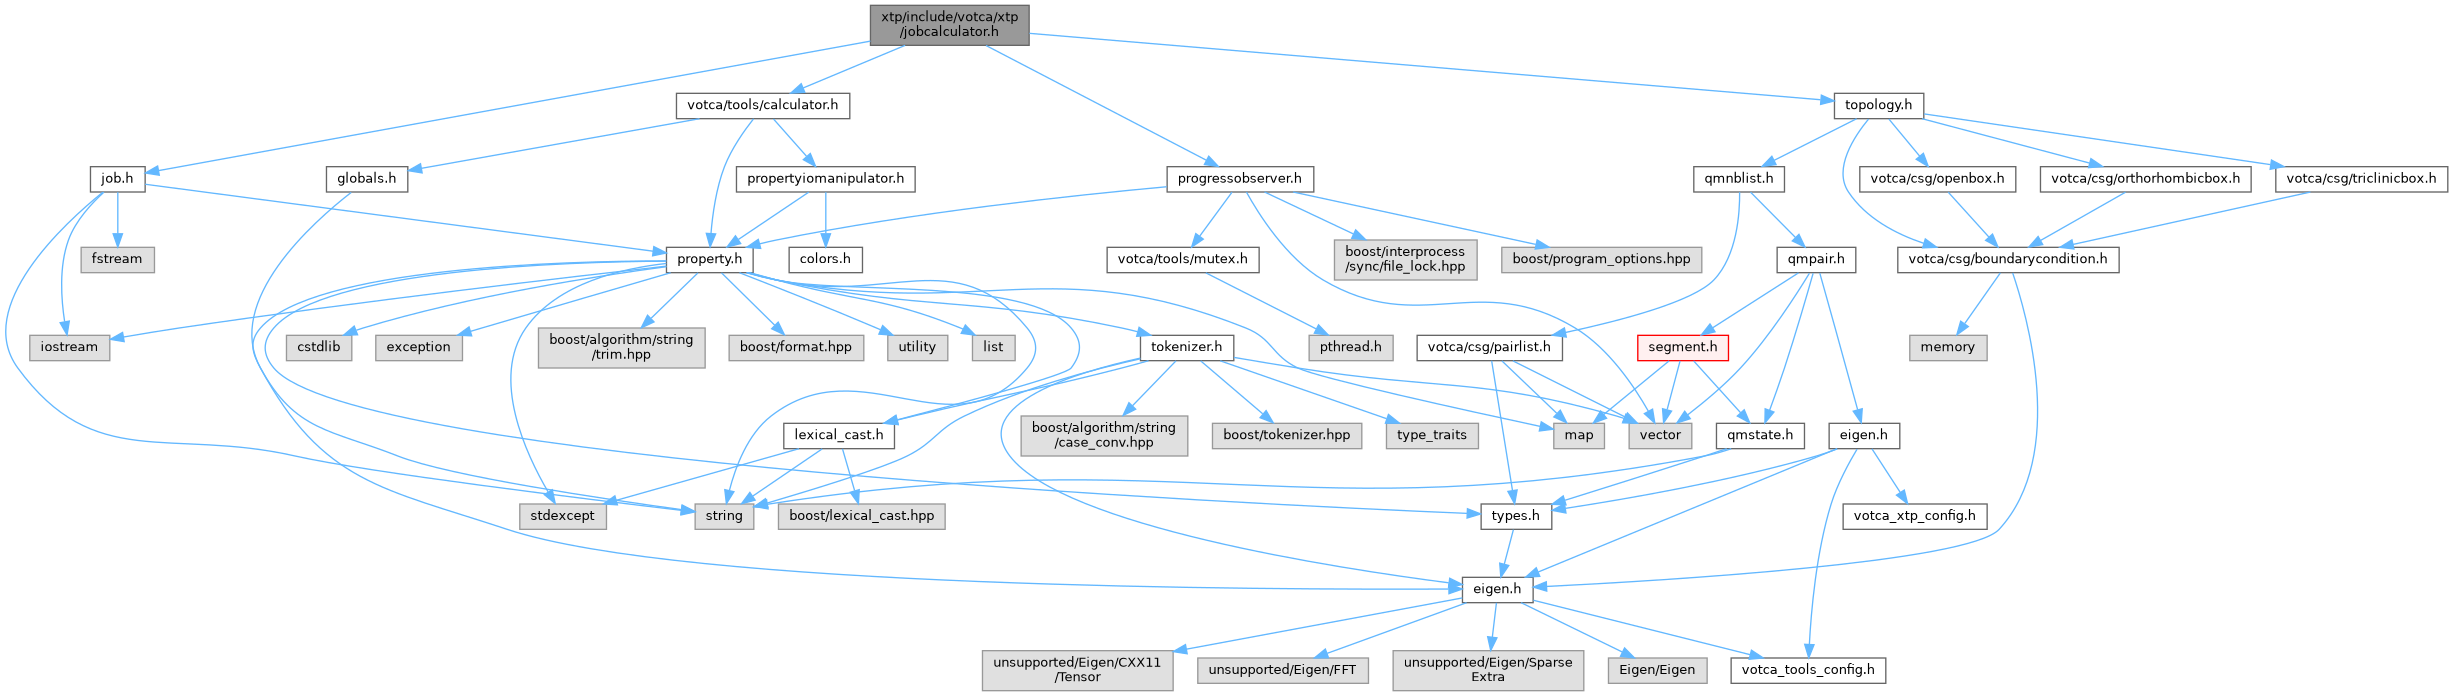 xtp/include/votca/xtp
/jobcalculator.h
votca/tools/calculator.h
topology.h
job.h
globals.h
propertyiomanipulator.h
progressobserver.h
qmnblist.h
votca/csg/openbox.h
votca/csg/orthorhombicbox.h
votca/csg/triclinicbox.h
fstream
property.h
colors.h
votca/tools/mutex.h
boost/interprocess
/sync/file_lock.hpp
boost/program_options.hpp
qmpair.h
votca/csg/boundarycondition.h
iostream
cstdlib
exception
boost/algorithm/string
/trim.hpp
boost/format.hpp
utility
list
tokenizer.h
pthread.h
votca/csg/pairlist.h
segment.h
memory
lexical_cast.h
boost/algorithm/string
/case_conv.hpp
boost/tokenizer.hpp
type_traits
map
vector
qmstate.h
eigen.h
stdexcept
string
boost/lexical_cast.hpp
types.h
votca_xtp_config.h
eigen.h
unsupported/Eigen/CXX11
/Tensor
unsupported/Eigen/FFT
unsupported/Eigen/Sparse
Extra
Eigen/Eigen
votca_tools_config.h